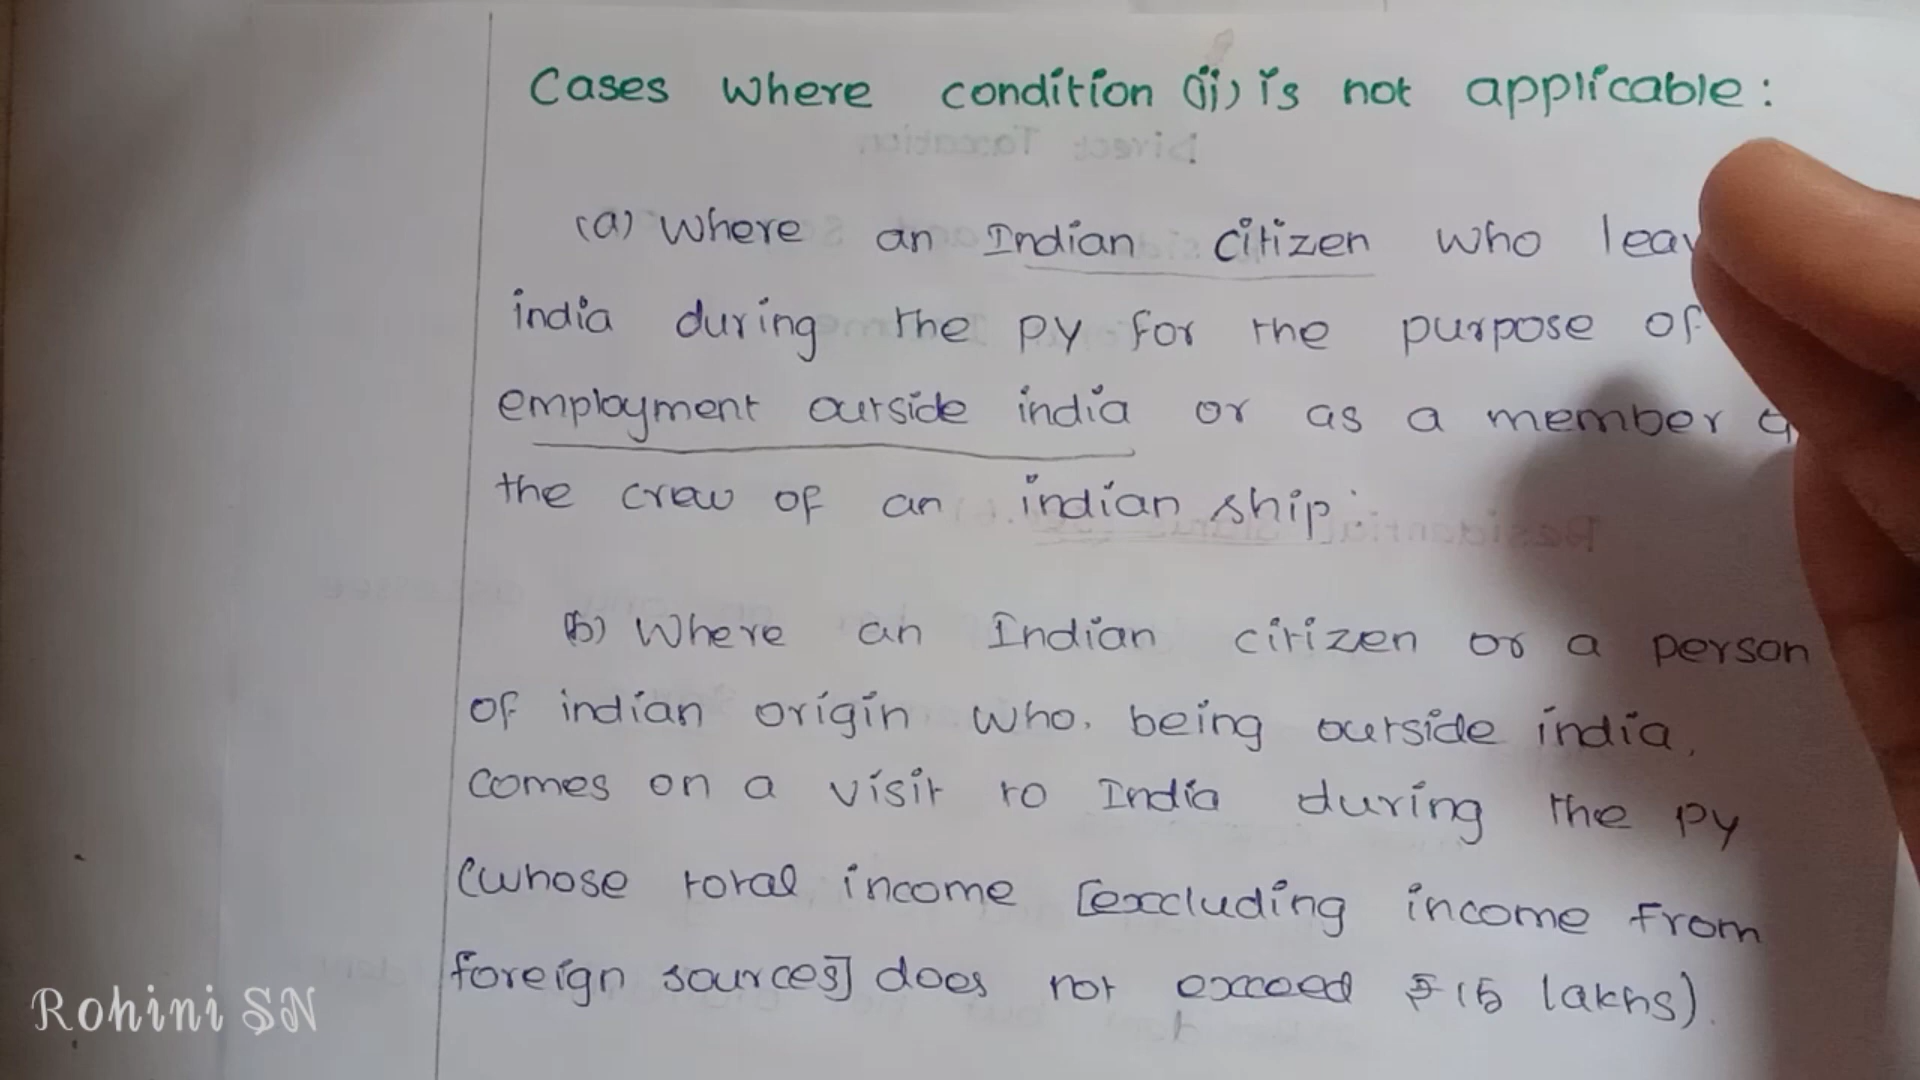 Cases where condition (ii) is not applicable:
(a) Where an Indian citizen who
india during the PY for the purpose of
employment outside india or as a member
the crew of an indian ship.
(b) Where an Indian citizen or a person
of indian origin who, being outside india,
comes on a visit to India during the PY
(whose total income [excluding income from
foreign sources] does not exceed ₹ 15 lakhs).
Rohini SN